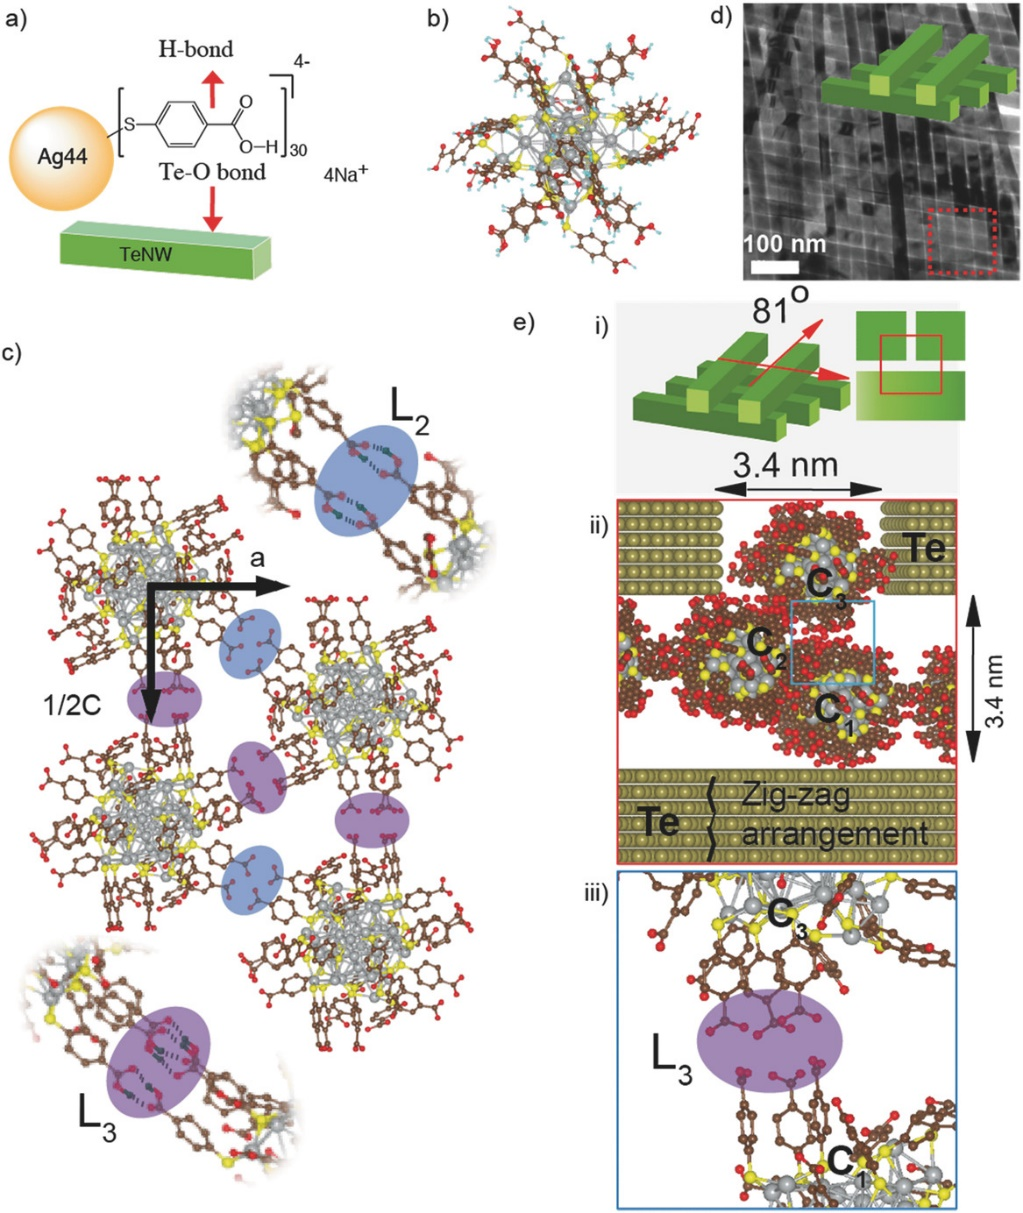 a)
H-bond
4-
Ag44
S
O
O-H
30
Te-O bond
4Na+
TeNW
b)
d)
100 nm
c)
L2
a
1/2C
L3
e)
i)
81o
3.4 nm
ii)
Te
C3
C2
C1
3.4 nm
Te
Zig-zag
arrangement
iii)
C3
L3
C1